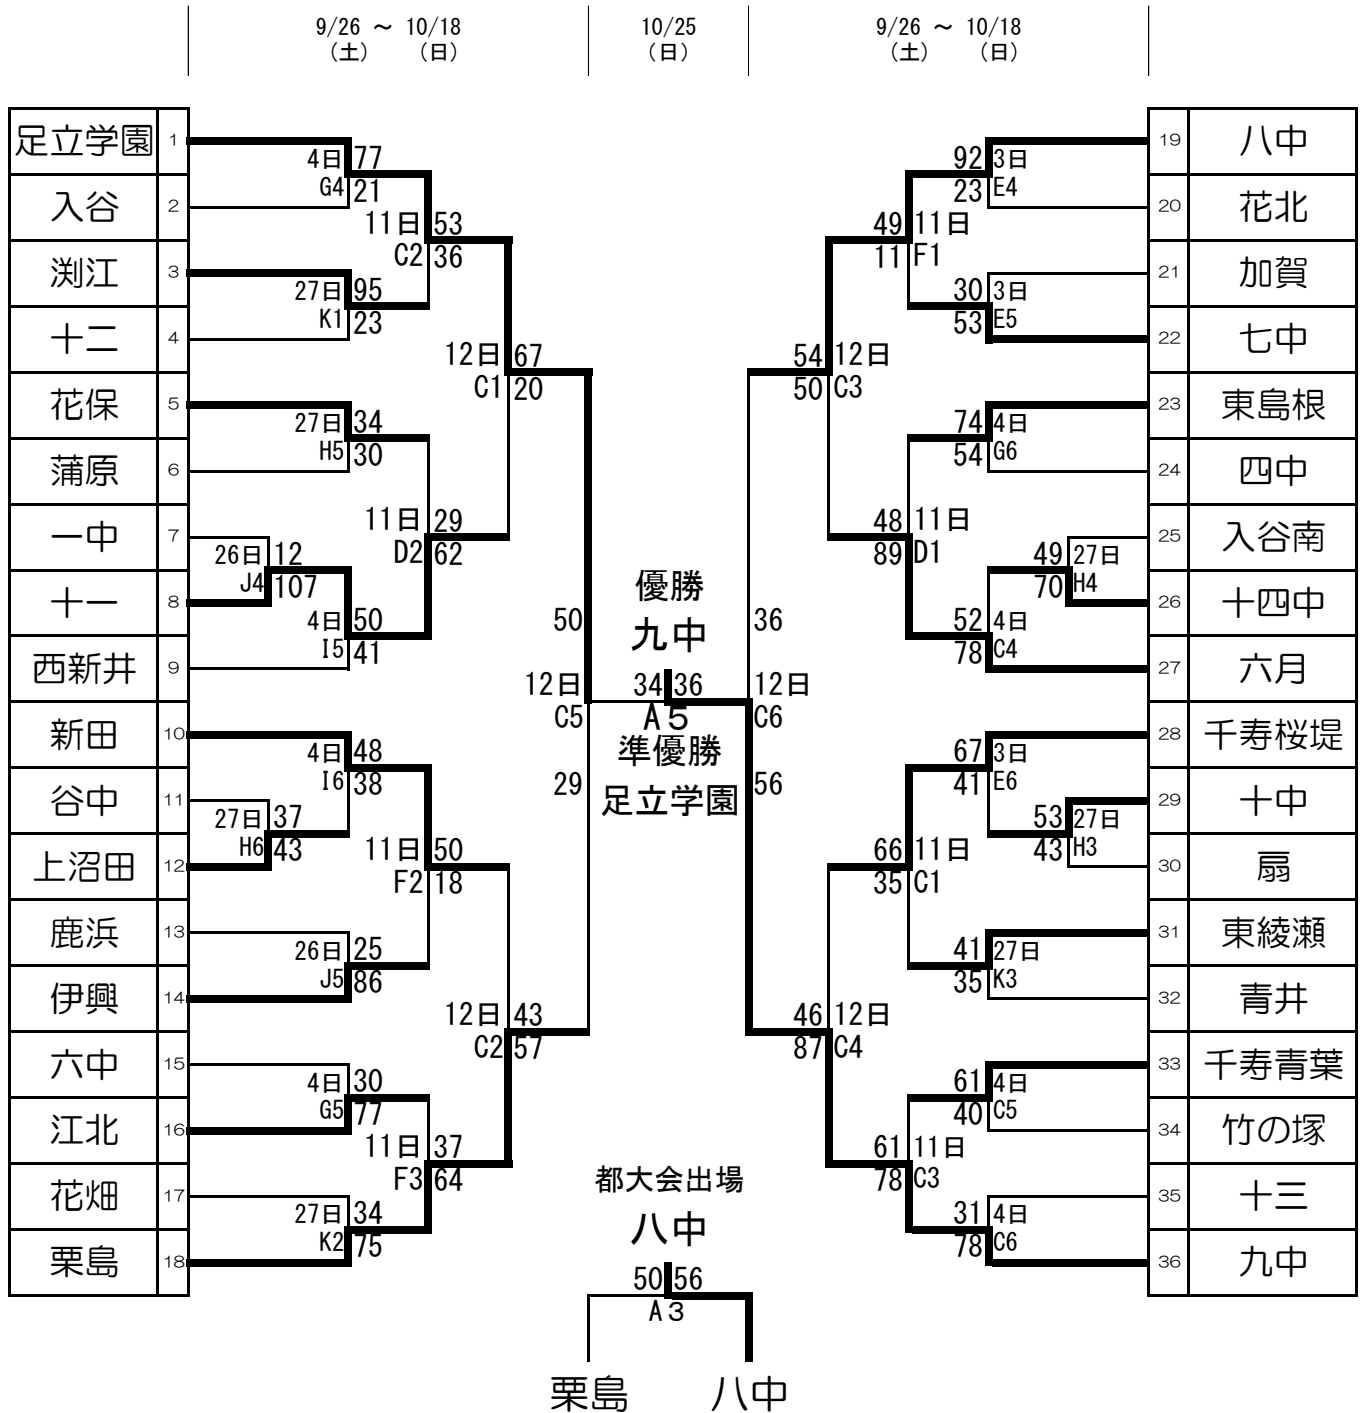 9/26 ～ 10/18
(土) (日)
10/25
(日)
9/26 ～ 10/18
(土) (日)
足立学園 1
入谷 2
渕江 3
十二 4
花保 5
蒲原 6
一中 7
十一 8
西新井 9
新田 10
谷中 11
上沼田 12
鹿浜 13
伊興 14
六中 15
江北 16
花畑 17
栗島 18
4日 77
G4 21
27日 95
K1 23
27日 34
H5 30
26日 12
J4 107
4日 50
I5 41
4日 48
I6 38
27日 37
H6 43
26日 25
J5 86
4日 30
G5 77
27日 34
K2 75
11日 53
C2 36
11日 29
D2 62
11日 50
F2 18
11日 37
F3 64
12日 67
C1 20
12日 43
C2 57
50
12日
C5
29
優勝
九中
34 36
A5
準優勝
足立学園
36
12日
C6
56
54 12日
50 C3
46 12日
87 C4
49 11日
11 F1
48 11日
89 D1
66 11日
35 C1
61 11日
78 C3
92 3日
23 E4
30 3日
53 E5
74 4日
54 G6
49 27日
70 H4
52 4日
78 C4
67 3日
41 E6
53 27日
43 H3
41 27日
35 K3
61 4日
40 C5
31 4日
78 C6
19 八中
20 花北
21 加賀
22 七中
23 東島根
24 四中
25 入谷南
26 十四中
27 六月
28 千寿桜堤
29 十中
30 扇
31 東綾瀬
32 青井
33 千寿青葉
34 竹の塚
35 十三
36 九中
都大会出場
八中
50 56
A3
栗島 八中